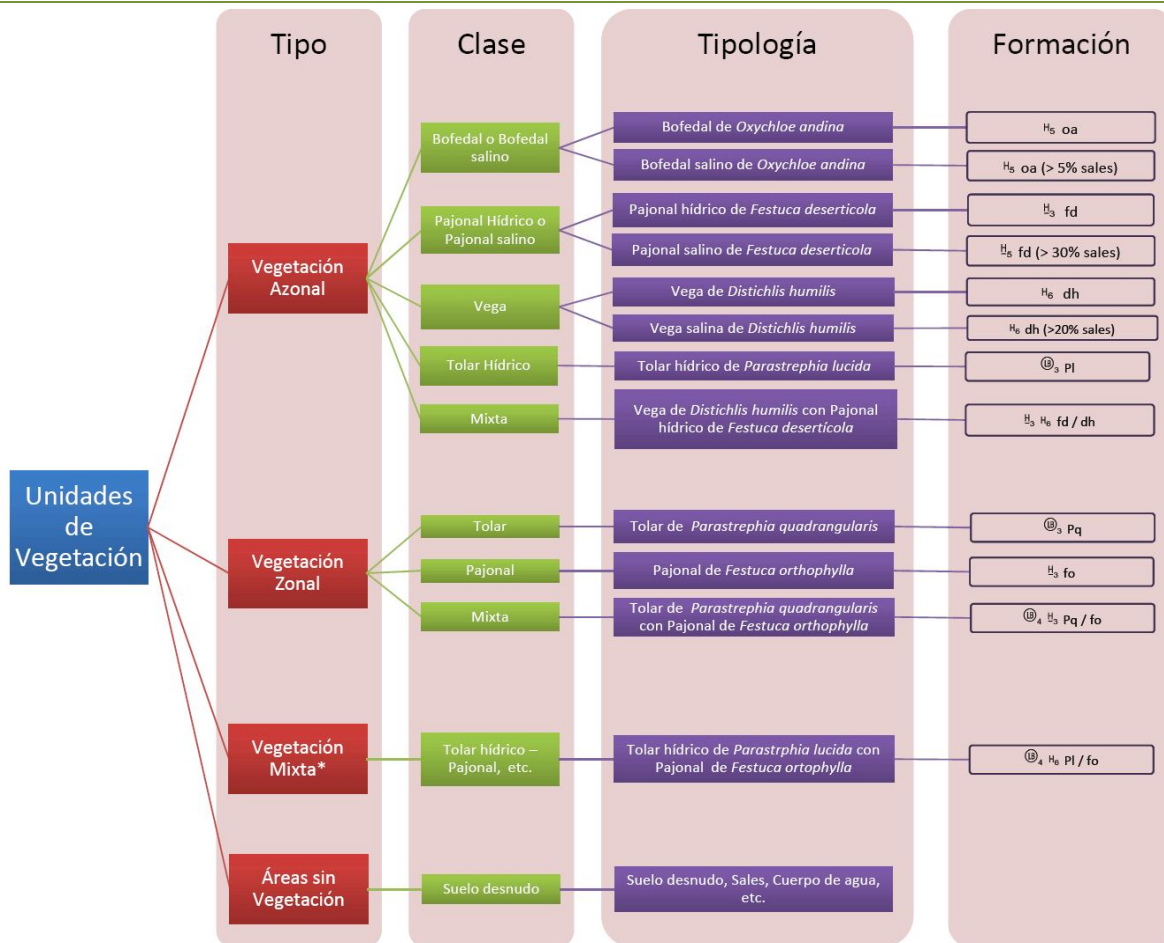 Tipo
Clase
Tipología
Formación
Unidades
de
Vegetación
Vegetación
Azonal
Bofedal o Bofedal
salino
Bofedal de Oxychloe andina
H₅ oa
Bofedal salino de Oxychloe andina
H₅ oa (> 5% sales)
Pajonal Hídrico o
Pajonal salino
Pajonal hídrico de Festuca deserticola
H₃ fd
Pajonal salino de Festuca deserticola
H₅ fd (> 30% sales)
Vega
Vega de Distichlis humilis
H₆ dh
Vega salina de Distichlis humilis
H₆ dh (>20% sales)
Tolar Hídrico
Tolar hídrico de Parastrephia lucida
LB₃ Pl
Mixta
Vega de Distichlis humilis con Pajonal
hídrico de Festuca desertícola
H₃ H₆ fd / dh
Vegetación
Zonal
Tolar
Tolar de Parastrephia quadrangularis
LB₃ Pq
Pajonal
Pajonal de Festuca orthophylla
H₃ fo
Mixta
Tolar de Parastrephia quadrangularis
con Pajonal de Festuca orthophylla
LB₄ H₃ Pq / fo
Vegetación
Mixta*
Tolar hídrico –
Pajonal, etc.
Tolar hídrico de Parastrphia lucida con
Pajonal de Festuca ortophylla
LB₄ H₆ Pl / fo
Áreas sin
Vegetación
Suelo desnudo
Suelo desnudo, Sales, Cuerpo de agua,
etc.